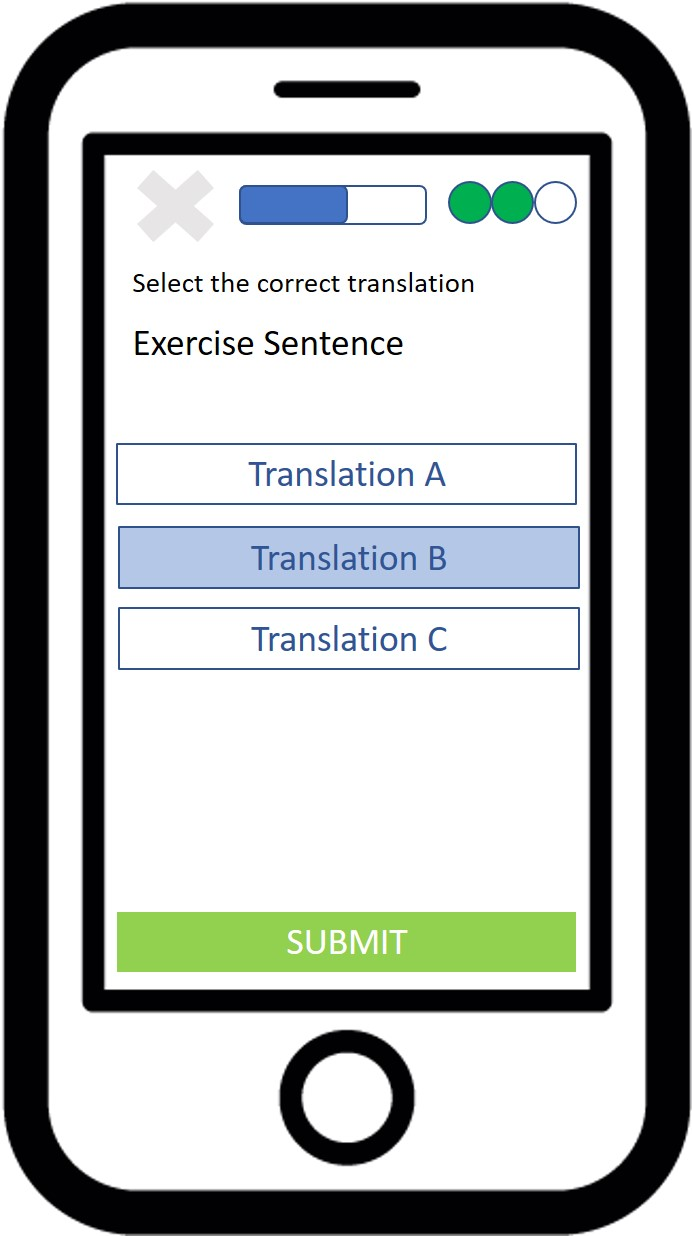 Select the correct translation
Exercise Sentence
Translation A
Translation B
Translation C
SUBMIT